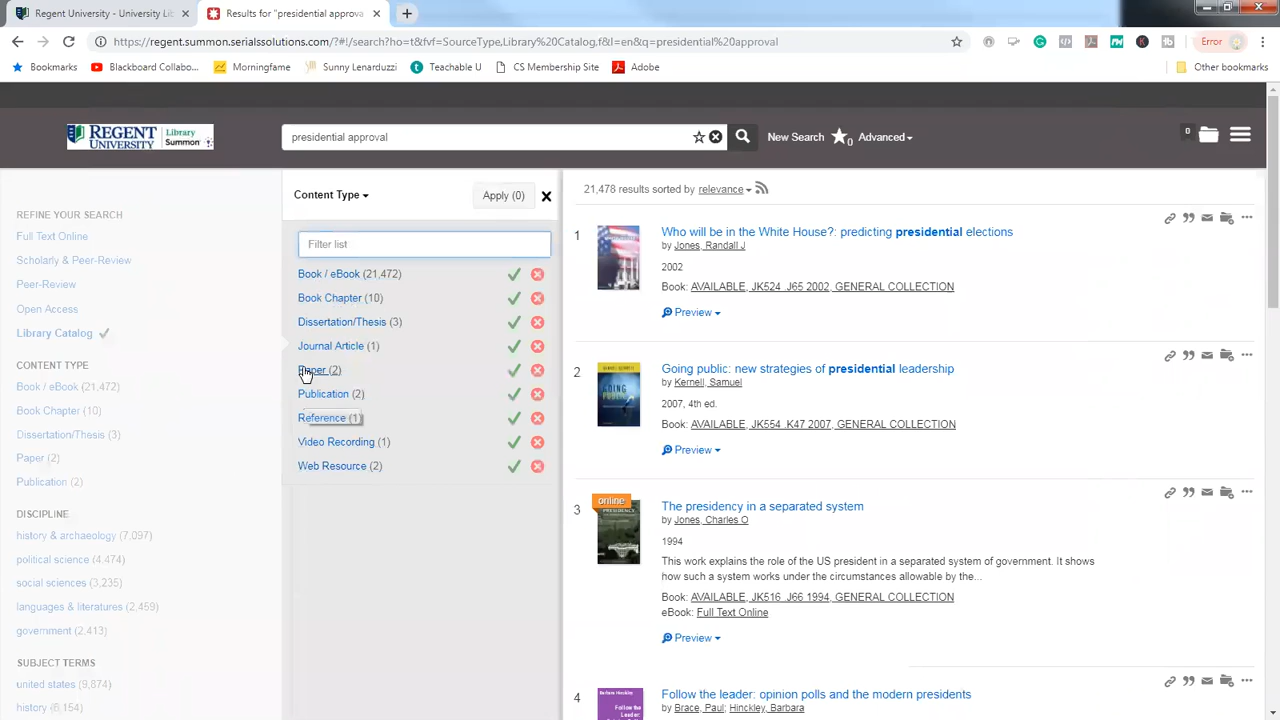 Regent University - University Lib
Results for "presidential approva
https://regent.summon.serialssolutions.com/?#!/search?ho=t&fvf=SourceType,Library%20Catalog,f&l=en&q=presidential%20approval
Error
Bookmarks
Blackboard Collabo...
Morningfame
Sunny Lenarduzzi
Teachable U
CS Membership Site
Adobe
Other bookmarks
REGENT UNIVERSITY
Library Summon
presidential approval
New Search
0
Advanced
0
REFINE YOUR SEARCH
Full Text Online
Scholarly & Peer-Review
Peer-Review
Open Access
Library Catalog
CONTENT TYPE
Book / eBook (21,472)
Book Chapter (10)
Dissertation/Thesis (3)
Paper (2)
Publication (2)
DISCIPLINE
history & archaeology (7,097)
political science (4,474)
social sciences (3,235)
languages & literatures (2,459)
government (2,413)
SUBJECT TERMS
united states (9,874)
history (6,154)
Content Type
Apply (0)
Filter list
Book / eBook (21,472)
Book Chapter (10)
Dissertation/Thesis (3)
Journal Article (1)
Paper (2)
Publication (2)
Reference (1)
Video Recording (1)
Web Resource (2)
21,478 results sorted by relevance
1
Who will be in the White House?: predicting presidential elections
by Jones, Randall J
2002
Book: AVAILABLE, JK524 .J65 2002, GENERAL COLLECTION
Preview
2
GOING PUBLIC
Going public: new strategies of presidential leadership
by Kernell, Samuel
2007, 4th ed.
Book: AVAILABLE, JK554 .K47 2007, GENERAL COLLECTION
Preview
3
online
PRESIDENCY
The presidency in a separated system
by Jones, Charles O
1994
This work explains the role of the US president in a separated system of government. It shows
how such a system works under the circumstances allowable by the...
Book: AVAILABLE, JK516 .J66 1994, GENERAL COLLECTION
eBook: Full Text Online
Preview
4
Barbara Hinckley
Follow the Leader:
Follow the leader: opinion polls and the modern presidents
by Brace, Paul; Hinckley, Barbara